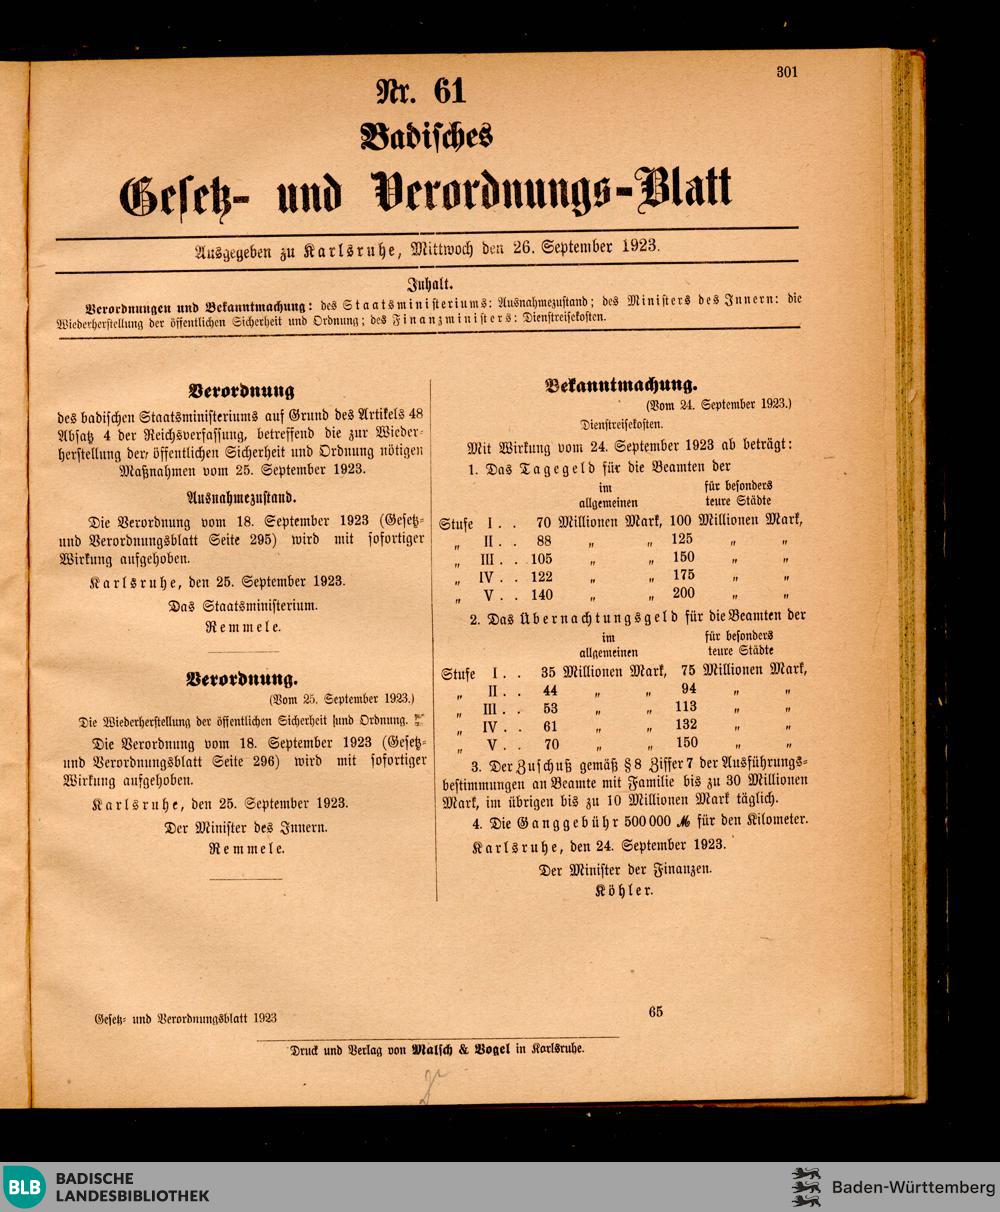 301
Nr. 61
Badisches
Gesetz- und Verordnungs-Blatt
Ausgegeben zu Karlsruhe, Mittwoch den 26. September 1923.
Inhalt.
Verordnungen und Bekanntmachung: des Staatsministeriums: Ausnahmezustand; des Ministers des Innern: die
Wiederherstellung der öffentlichen Sicherheit und Ordnung; des Finanzministers: Dienstreisekosten.
Verordnung
des badischen Staatsministeriums auf Grund des Artikels 48
Absatz 4 der Reichsverfassung, betreffend die zur Wieder-
herstellung der öffentlichen Sicherheit und Ordnung nötigen
Maßnahmen vom 25. September 1923.
Ausnahmezustand.
Die Verordnung vom 18. September 1923 (Gesetz-
und Verordnungsblatt Seite 295) wird mit sofortiger
Wirkung aufgehoben.
Karlsruhe, den 25. September 1923.
Das Staatsministerium.
Remmele.
Verordnung.
(Vom 25. September 1923.)
Die Wiederherstellung der öffentlichen Sicherheit und Ordnung.
Die Verordnung vom 18. September 1923 (Gesetz-
und Verordnungsblatt Seite 296) wird mit sofortiger
Wirkung aufgehoben.
Karlsruhe, den 25. September 1923.
Der Minister des Innern.
Remmele.
Bekanntmachung.
(Vom 24. September 1923.)
Dienstreisekosten.
Mit Wirkung vom 24. September 1923 ab beträgt:
1. Das Tagegeld für die Beamten der
im für besonders
allgemeinen teure Städte
Stufe I . . 70 Millionen Mark, 100 Millionen Mark,
„ II . . 88 „ „ 125 „ „
„ III . . 105 „ „ 150 „ „
„ IV . . 122 „ „ 175 „ „
„ V . . 140 „ „ 200 „ „
2. Das Übernachtungsgeld für die Beamten der
im für besonders
allgemeinen teure Städte
Stufe I . . 35 Millionen Mark, 75 Millionen Mark,
„ II . . 44 „ „ 94 „ „
„ III . . 53 „ „ 113 „ „
„ IV . . 61 „ „ 132 „ „
„ V . . 70 „ „ 150 „ „
3. Der Zuschuß gemäß § 8 Ziffer 7 der Ausführungs-
bestimmungen an Beamte mit Familie bis zu 30 Millionen
Mark, im übrigen bis zu 10 Millionen Mark täglich.
4. Die Ganggebühr 500 000 ℳ für den Kilometer.
Karlsruhe, den 24. September 1923.
Der Minister der Finanzen.
Köhler.
Gesetz- und Verordnungsblatt 1923
65
Druck und Verlag von Malsch & Vogel in Karlsruhe.
BLB
BADISCHE
LANDESBIBLIOTHEK
Baden-Württemberg